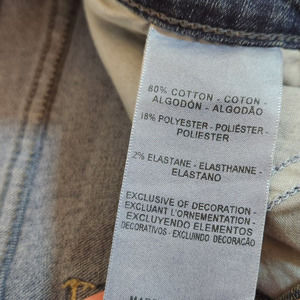 80% COTTON - COTON -
ALGODÓN - ALGODÃO
18% POLYESTER - POLIÉSTER -
POLIESTER
2% ELASTANE - ELASTHANNE -
ELASTANO
EXCLUSIVE OF DECORATION -
EXCLUANT L'ORNEMENTATION -
EXCLUYENDO ELEMENTOS
DECORATIVOS - EXCLUINDO DECORAÇÃO